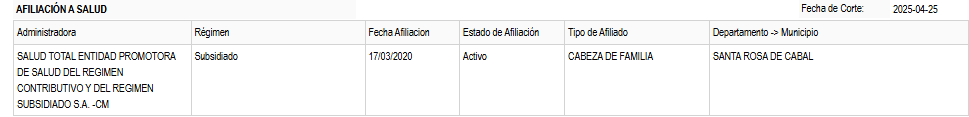 AFILIACIÓN A SALUD Fecha de Corte: 2025-04-25
Administradora Régimen Fecha Afiliacion Estado de Afiliación Tipo de Afiliado Departamento -> Municipio
SALUD TOTAL ENTIDAD PROMOTORA Subsidiado 17/03/2020 Activo CABEZA DE FAMILIA SANTA ROSA DE CABAL
DE SALUD DEL REGIMEN
CONTRIBUTIVO Y DEL REGIMEN
SUBSIDIADO S.A. -CM